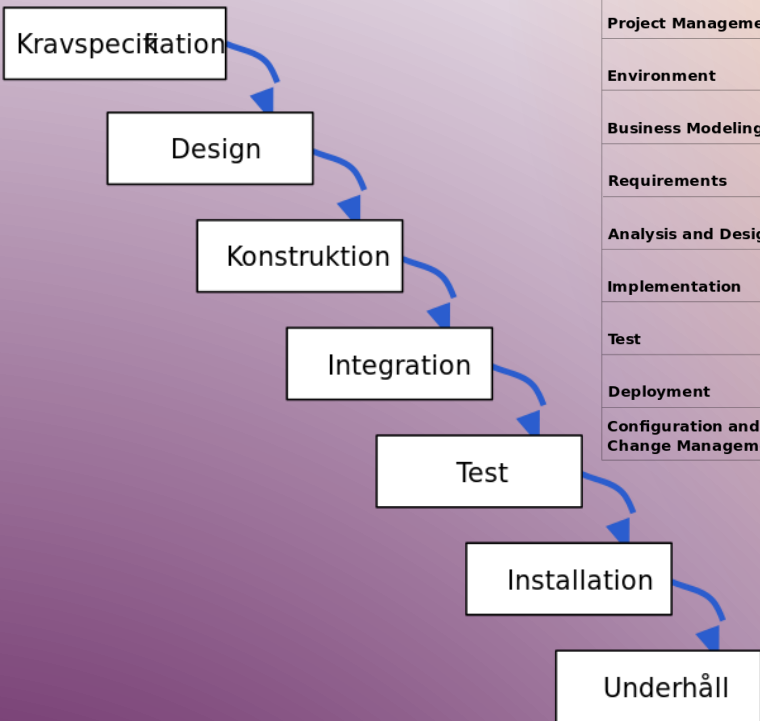 Kravspecifikation
Design
Konstruktion
Integration
Test
Installation
Underhåll
Project Manageme
Environment
Business Modeling
Requirements
Analysis and Desig
Implementation
Test
Deployment
Configuration and
Change Managem